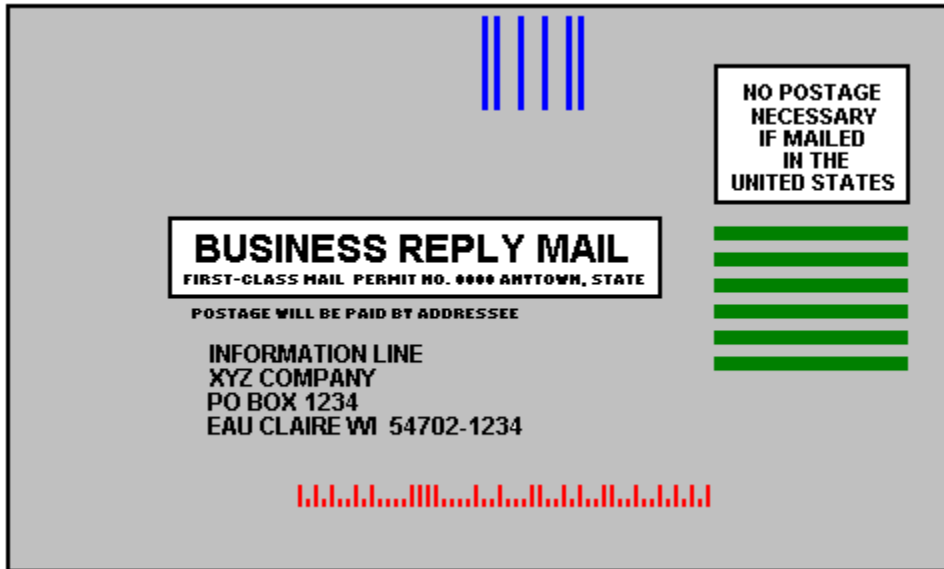 NO POSTAGE
NECESSARY
IF MAILED
IN THE
UNITED STATES
BUSINESS REPLY MAIL
FIRST-CLASS MAIL PERMIT NO. 0000 ANYTOWN, STATE
POSTAGE WILL BE PAID BY ADDRESSEE
INFORMATION LINE
XYZ COMPANY
PO BOX 1234
EAU CLAIRE WI 54702-1234